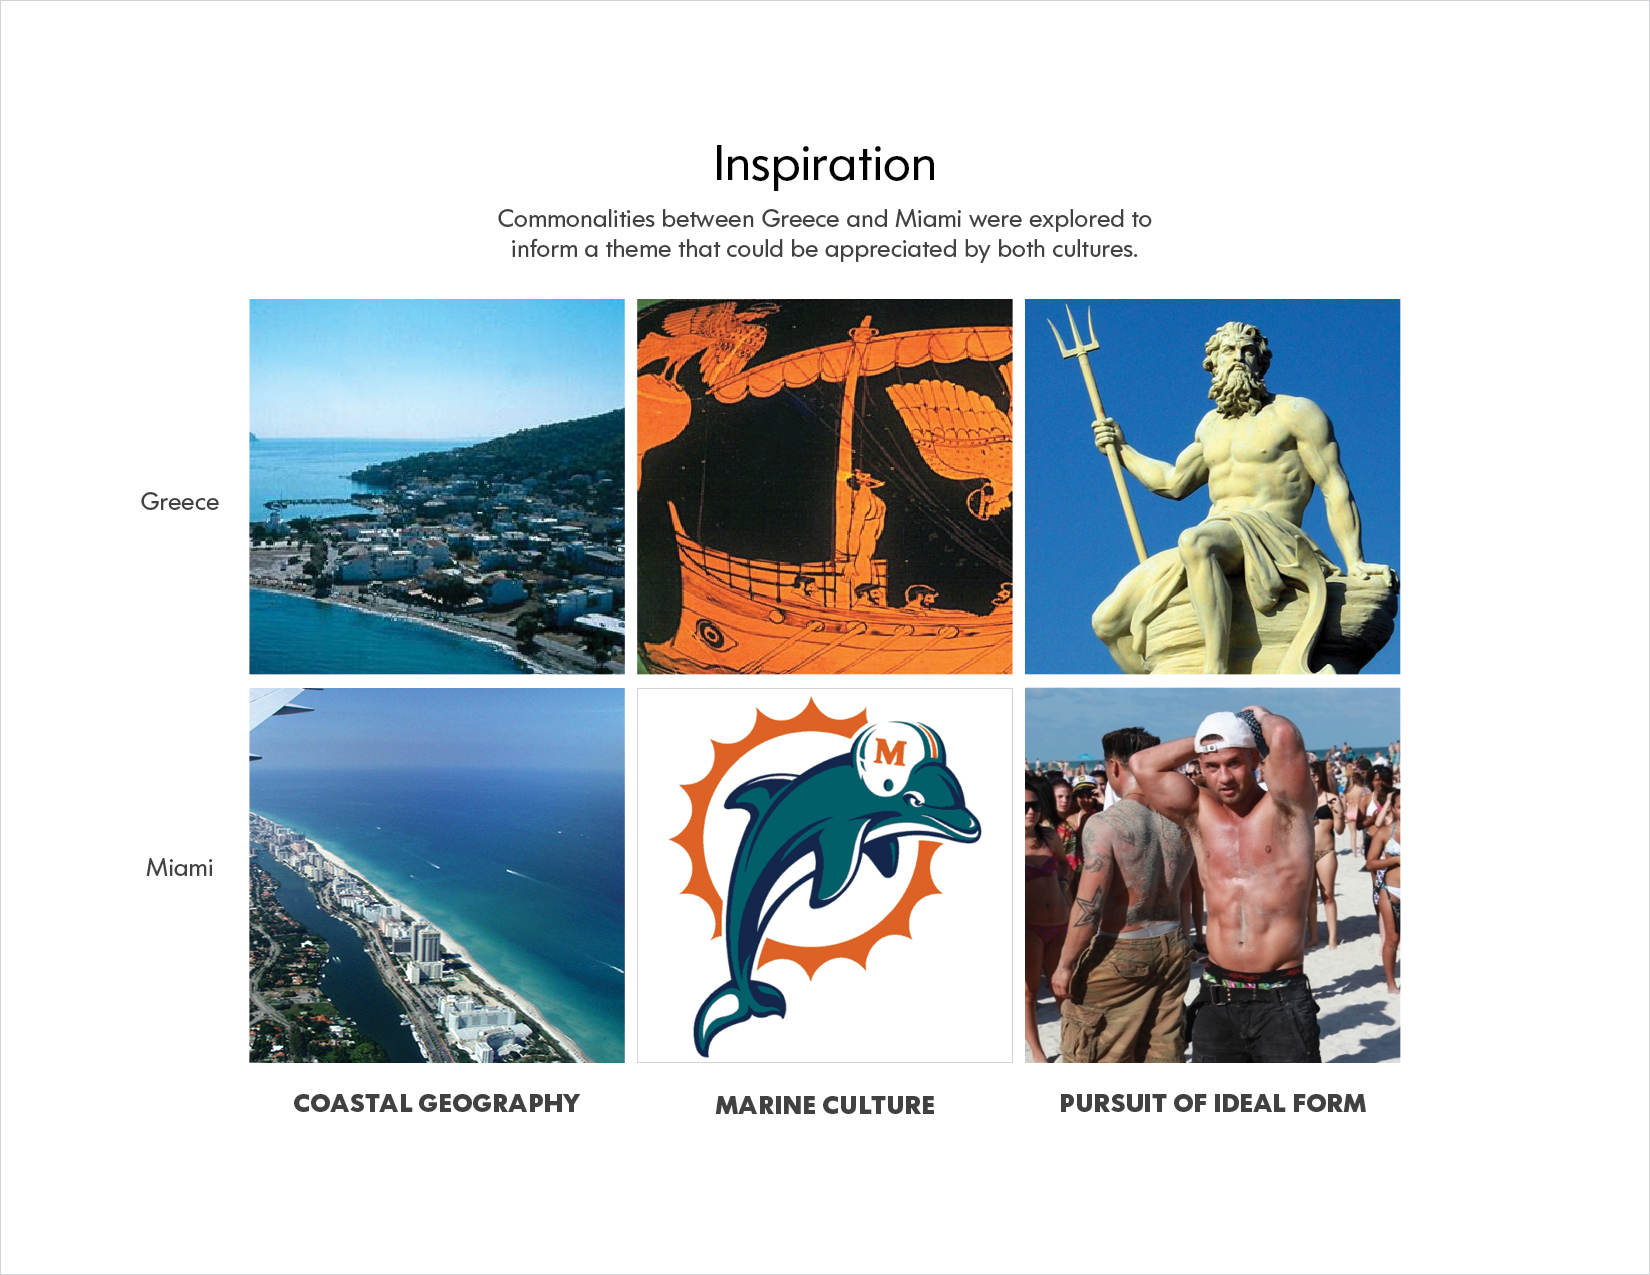 Inspiration
Commonalities between Greece and Miami were explored to
inform a theme that could be appreciated by both cultures.
Greece
M
Miami
COASTAL GEOGRAPHY
MARINE CULTURE
PURSUIT OF IDEAL FORM